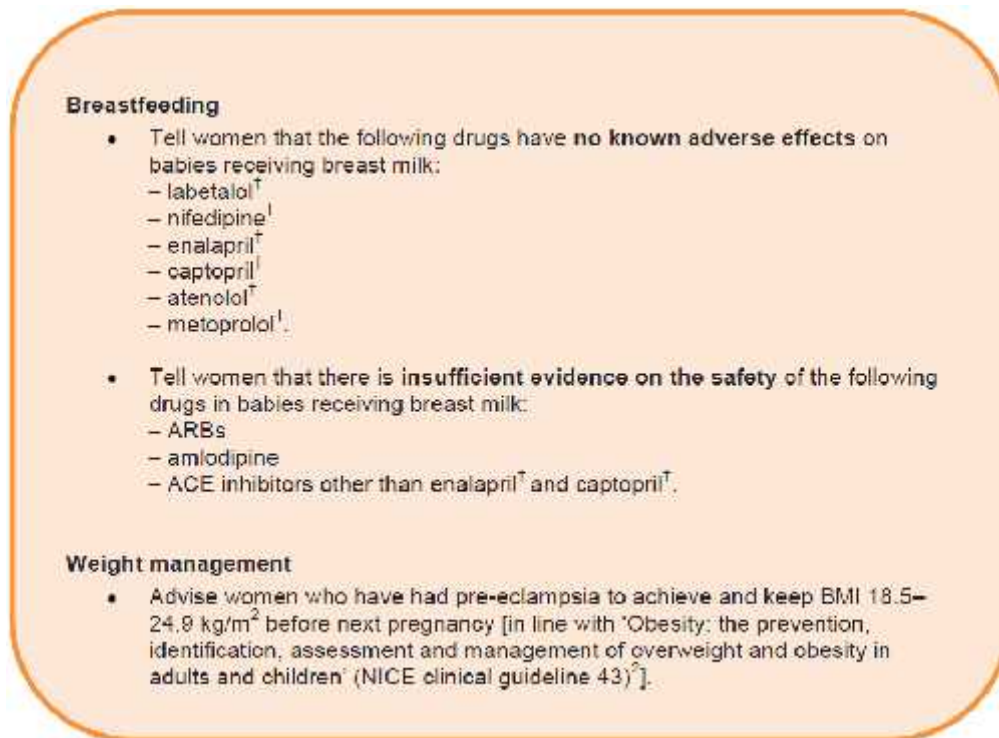 Breastfeeding
• Tell women that the following drugs have no known adverse effects on
babies receiving breast milk:
– labetalol†
– nifedipine†
– enalapril†
– captopril†
– atenolol†
– metoprolol†.
• Tell women that there is insufficient evidence on the safety of the following
drugs in babies receiving breast milk:
– ARBs
– amlodipine
– ACE inhibitors other than enalapril† and captopril†.
Weight management
• Advise women who have had pre-eclampsia to achieve and keep BMI 18.5–
24.9 kg/m² before next pregnancy [in line with ‘Obesity: the prevention,
identification, assessment and management of overweight and obesity in
adults and children’ (NICE clinical guideline 43)²].